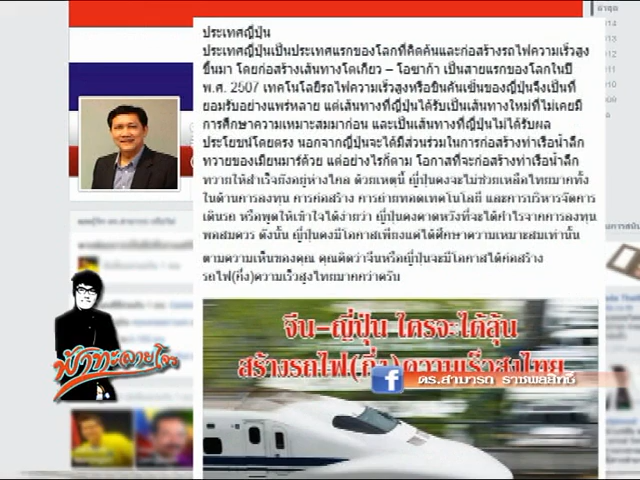 ประเทศญี่ปุ่น
ประเทศญี่ปุ่นเป็นประเทศแรกของโลกที่คิดค้นและก่อสร้างรถไฟความเร็วสูง
ขึ้นมา โดยก่อสร้างเส้นทางโตเกียว – โอซาก้า เป็นสายแรกของโลกในปี
พ.ศ. 2507 เทคโนโลยีรถไฟความเร็วสูงหรือชินคันเซ็นของญี่ปุ่นจึงเป็นที่
ยอมรับอย่างแพร่หลาย แต่เส้นทางที่ญี่ปุ่นได้รับเป็นเส้นทางใหม่ที่ไม่เคยมี
การศึกษาความเหมาะสมมาก่อน และเป็นเส้นทางที่ญี่ปุ่นไม่ได้รับผล
ประโยชน์โดยตรง นอกจากญี่ปุ่นจะได้มีส่วนร่วมในการก่อสร้างท่าเรือน้ำลึก
ทวายของเมียนมาร์ด้วย แต่อย่างไรก็ตาม โอกาสที่จะก่อสร้างท่าเรือน้ำลึก
ทวายให้สำเร็จยังอยู่ห่างไกล ด้วยเหตุนี้ ญี่ปุ่นคงจะไม่ช่วยเหลือไทยมากทั้ง
ในด้านการลงทุน การก่อสร้าง การถ่ายทอดเทคโนโลยี และการบริหารจัดการ
เดินรถ หรือพูดให้เข้าใจได้ง่ายว่า ญี่ปุ่นคงคาดหวังที่จะได้กำไรจากการลงทุน
พอสมควร ดังนั้น ญี่ปุ่นคงมีโอกาสเพียงแค่ได้ศึกษาความเหมาะสมเท่านั้น
ตามความเห็นของคุณ คุณคิดว่าจีนหรือญี่ปุ่นจะมีโอกาสได้ก่อสร้าง
รถไฟ(กึ่ง)ความเร็วสูงไทยมากกว่าครับ
จีน-ญี่ปุ่น ใครจะได้ลุ้น
สร้างรถไฟ(กึ่ง)ความเร็วสูงไทย
ฟ้าทะลายโจร
f ดร.สามารถ ราชพลสิทธิ์